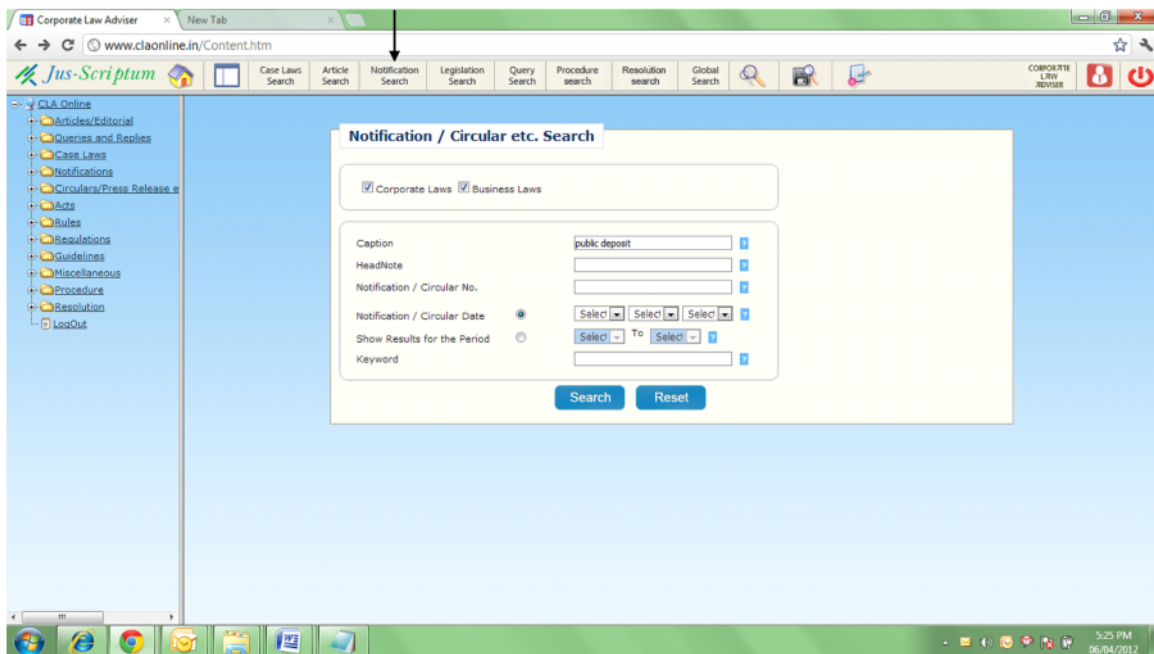 Corporate Law Adviser
New Tab
www.claonline.in/Content.htm
Jus-Scriptum
Case Laws Search
Article Search
Notification Search
Legislation Search
Query Search
Procedure search
Resolution search
Global Search
CORPORATE LAW ADVISER
CLA Online
Articles/Editorial
Queries and Replies
Case Laws
Notifications
Circulars/Press Release e
Acts
Rules
Regulations
Guidelines
Miscellaneous
Procedure
Resolution
LogOut
Notification / Circular etc. Search
Corporate Laws Business Laws
Caption public deposit ?
HeadNote ?
Notification / Circular No. ?
Notification / Circular Date Select Select Select ?
Show Results for the Period Select To Select ?
Keyword ?
Search Reset
5:25 PM
06/04/2012